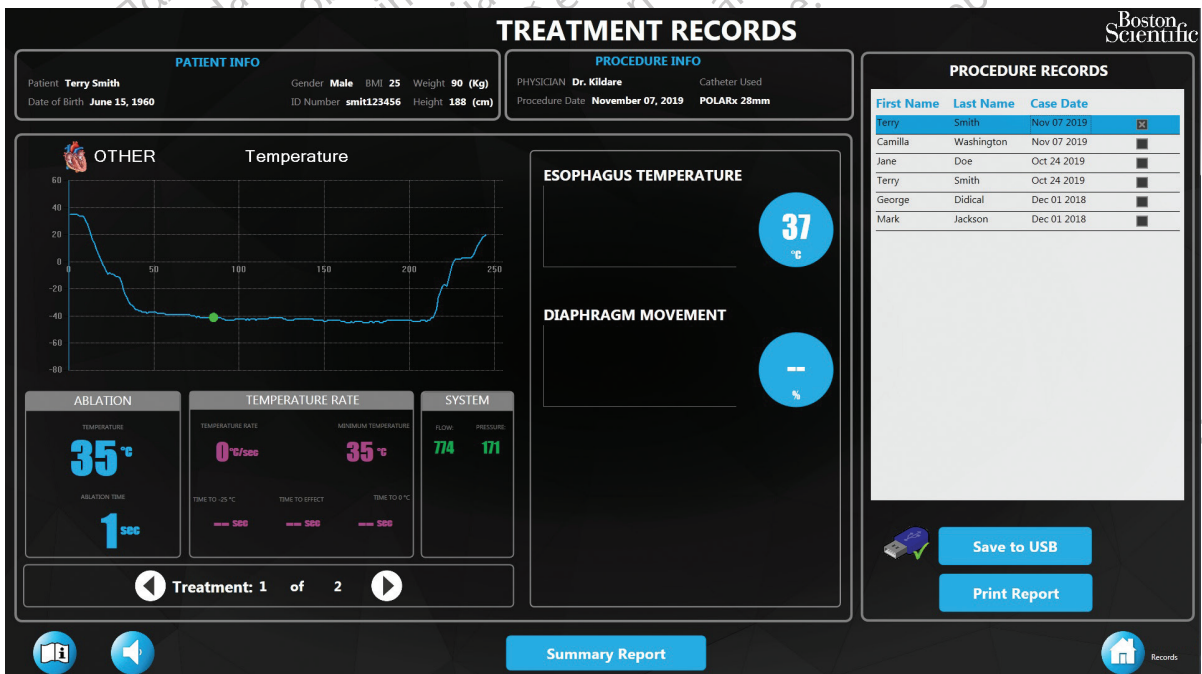 TREATMENT RECORDS
Boston
Scientific
PATIENT INFO
Patient Terry Smith Gender Male BMI 25 Weight 90 (Kg)
Date of Birth June 15, 1960 ID Number smit123456 Height 188 (cm)
PROCEDURE INFO
PHYSICIAN Dr. Kildare Catheter Used
Procedure Date November 07, 2019 POLARx 28mm
OTHER Temperature
60
40
20
0
0 50 100 150 200 250
-20
-40
-60
-80
ESOPHAGUS TEMPERATURE
37
°C
DIAPHRAGM MOVEMENT
--
%
ABLATION
TEMPERATURE
35 °C
ABLATION TIME
1 sec
TEMPERATURE RATE
TEMPERATURE RATE MINIMUM TEMPERATURE
0 °C/sec 35 °C
TIME TO -25 °C TIME TO EFFECT TIME TO 0 °C
-- sec -- sec -- sec
SYSTEM
FLOW: PRESSURE:
774 171
Treatment: 1 of 2
PROCEDURE RECORDS
First Name Last Name Case Date
Terry Smith Nov 07 2019
Camilla Washington Nov 07 2019
Jane Doe Oct 24 2019
Terry Smith Oct 24 2019
George Didical Dec 01 2018
Mark Jackson Dec 01 2018
Save to USB
Print Report
i
Summary Report
Records